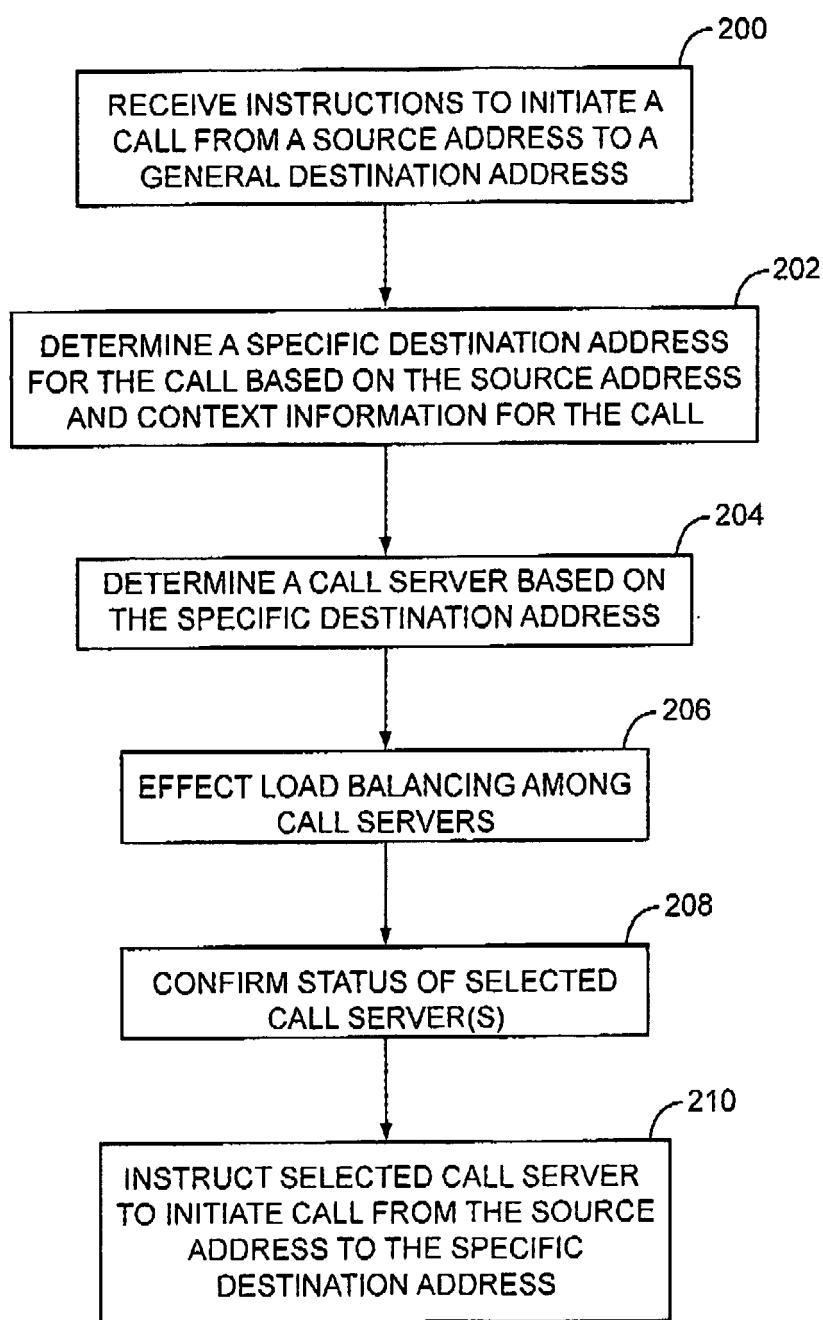 200
RECEIVE INSTRUCTIONS TO INITIATE A
CALL FROM A SOURCE ADDRESS TO A
GENERAL DESTINATION ADDRESS
202
DETERMINE A SPECIFIC DESTINATION ADDRESS
FOR THE CALL BASED ON THE SOURCE ADDRESS
AND CONTEXT INFORMATION FOR THE CALL
204
DETERMINE A CALL SERVER BASED ON
THE SPECIFIC DESTINATION ADDRESS
206
EFFECT LOAD BALANCING AMONG
CALL SERVERS
208
CONFIRM STATUS OF SELECTED
CALL SERVER(S)
210
INSTRUCT SELECTED CALL SERVER
TO INITIATE CALL FROM THE SOURCE
ADDRESS TO THE SPECIFIC
DESTINATION ADDRESS